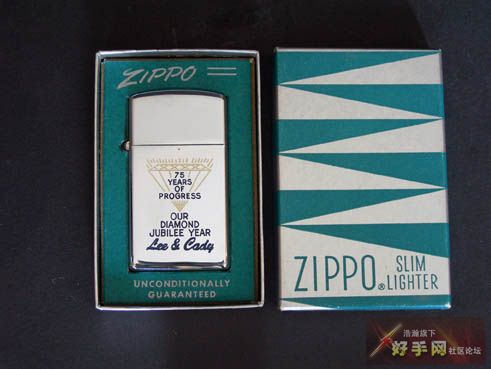 ZIPPO
75
YEARS
OF
PROGRESS
OUR
DIAMOND
JUBILEE YEAR
Lee & Cady
UNCONDITIONALLY
GUARANTEED
ZIPPO® SLIM
LIGHTER
浩瀚旗下
好手网社区论坛